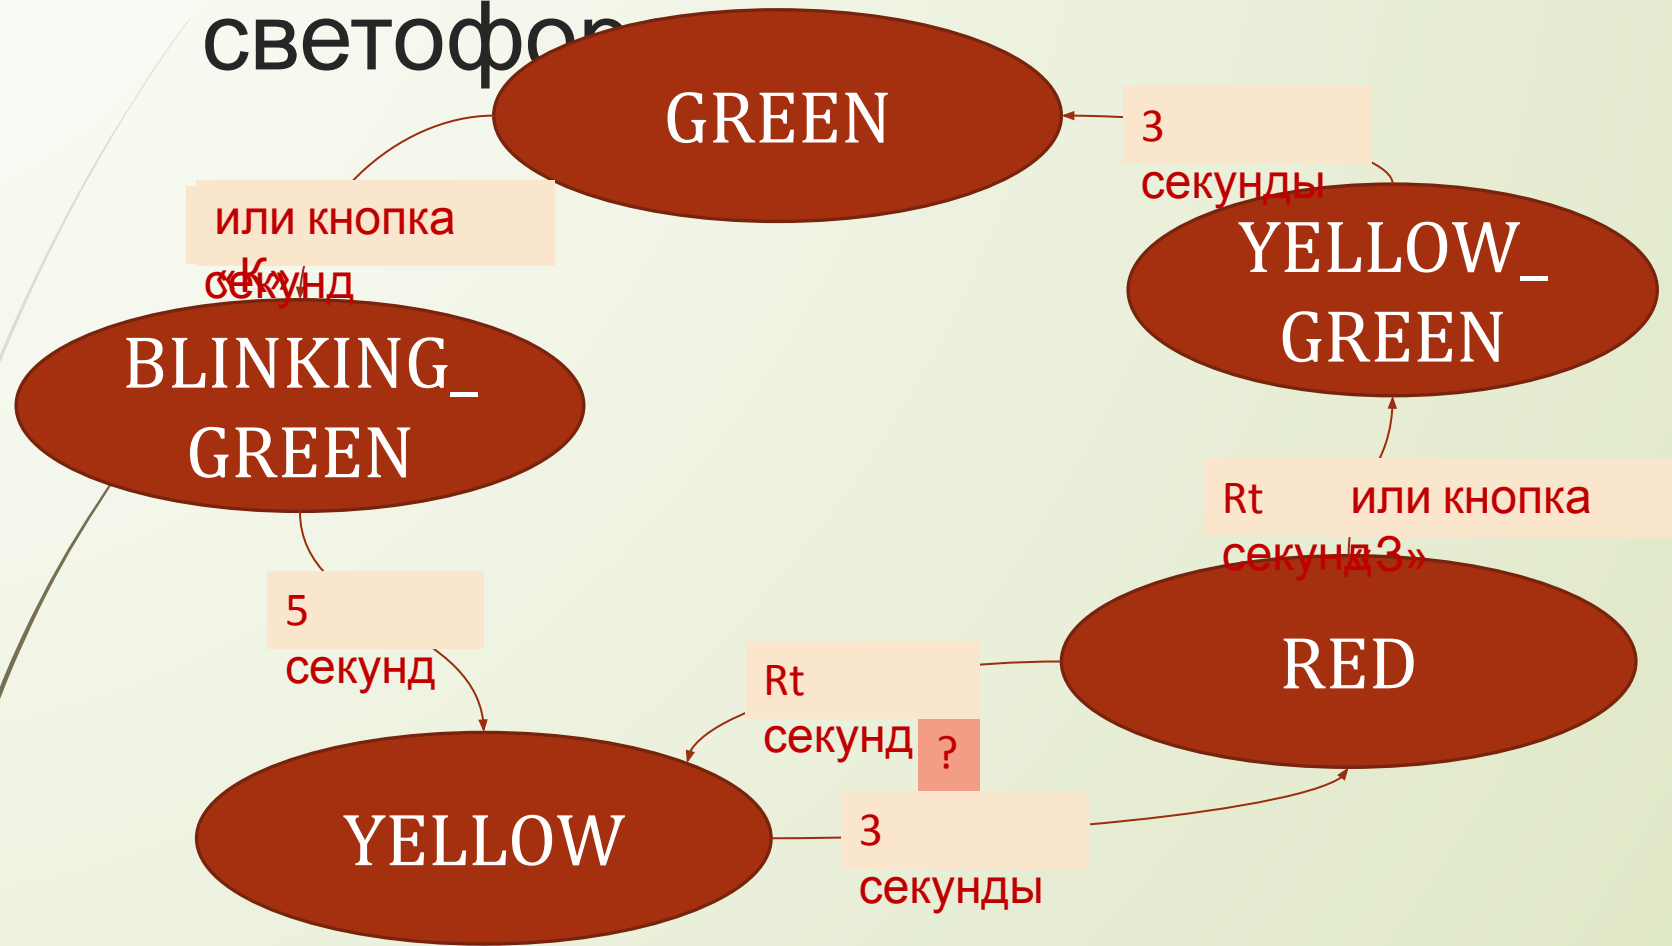 GREEN
3
секунды
или кнопка
«К»
секунд
YELLOW_
GREEN
BLINKING_
GREEN
Rt
секунд
или кнопка
«З»
5
секунд
RED
Rt
секунд
?
3
секунды
YELLOW